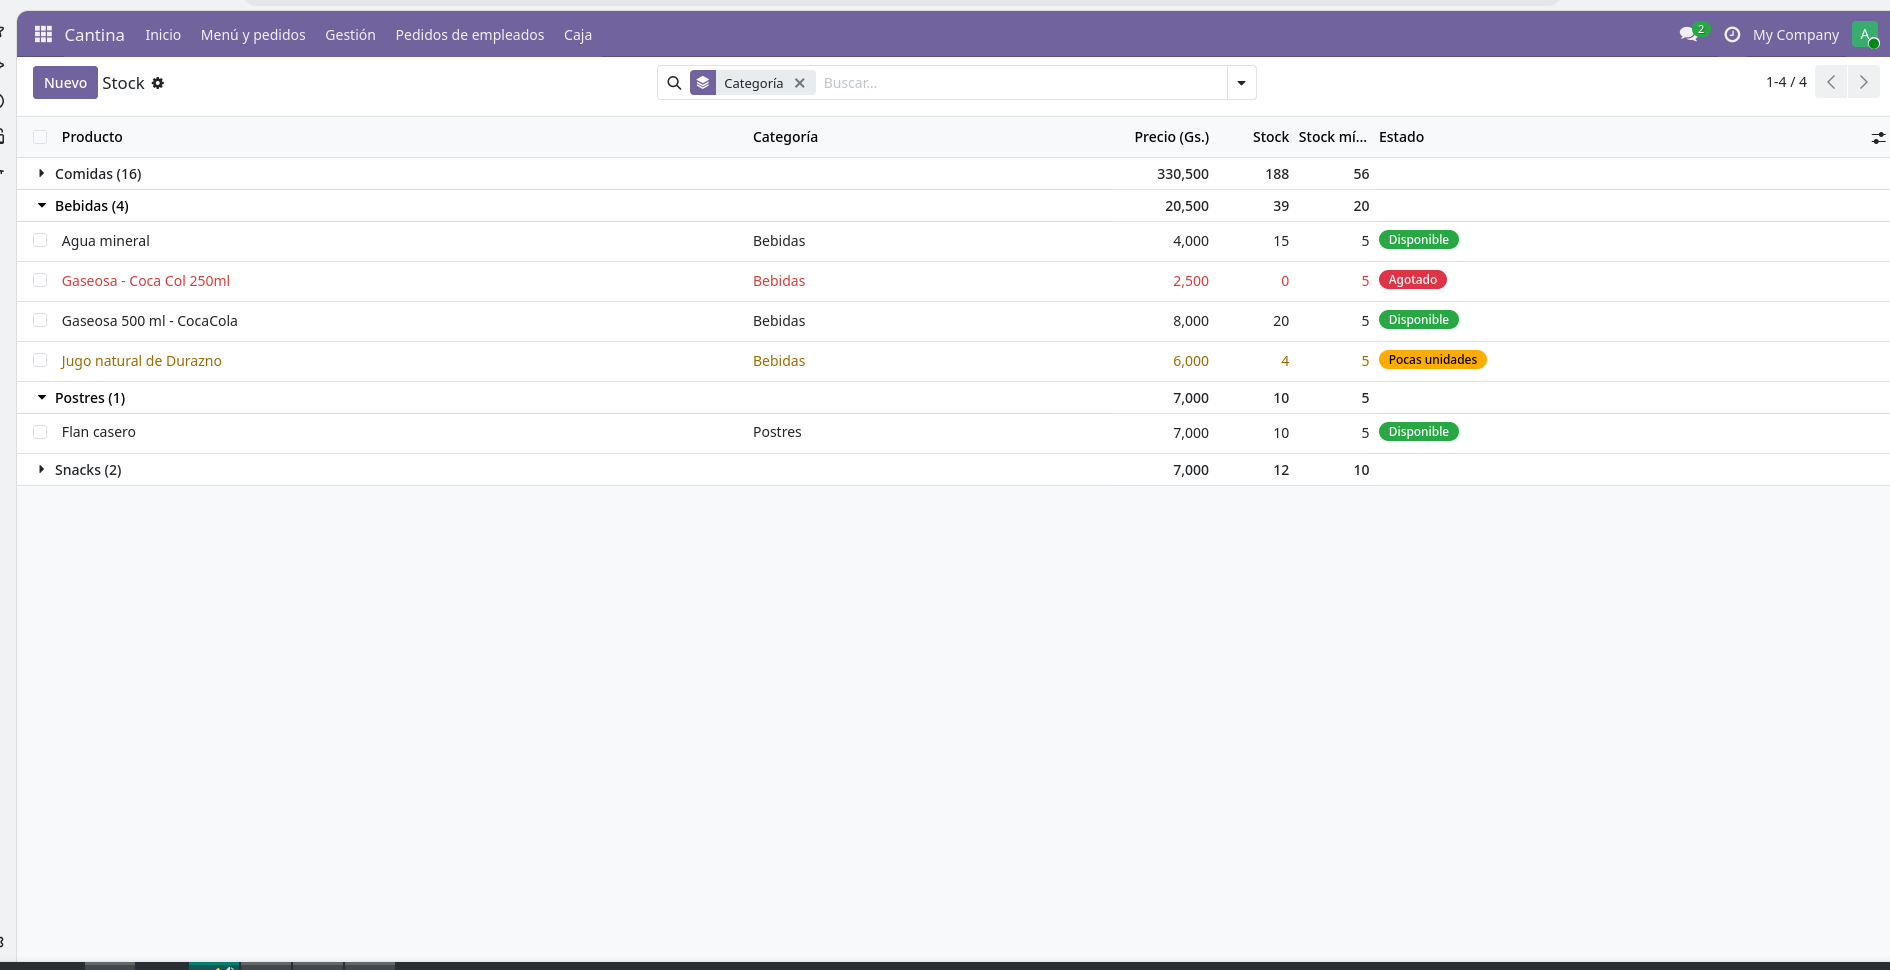 Cantina Inicio Menú y pedidos Gestión Pedidos de empleados Caja 2 My Company A
Nuevo Stock Categoría Buscar... 1-4 / 4
Producto Categoría Precio (Gs.) Stock Stock mí... Estado
Comidas (16) 330,500 188 56
Bebidas (4) 20,500 39 20
Agua mineral Bebidas 4,000 15 5 Disponible
Gaseosa - Coca Col 250ml Bebidas 2,500 0 5 Agotado
Gaseosa 500 ml - CocaCola Bebidas 8,000 20 5 Disponible
Jugo natural de Durazno Bebidas 6,000 4 5 Pocas unidades
Postres (1) 7,000 10 5
Flan casero Postres 7,000 10 5 Disponible
Snacks (2) 7,000 12 10